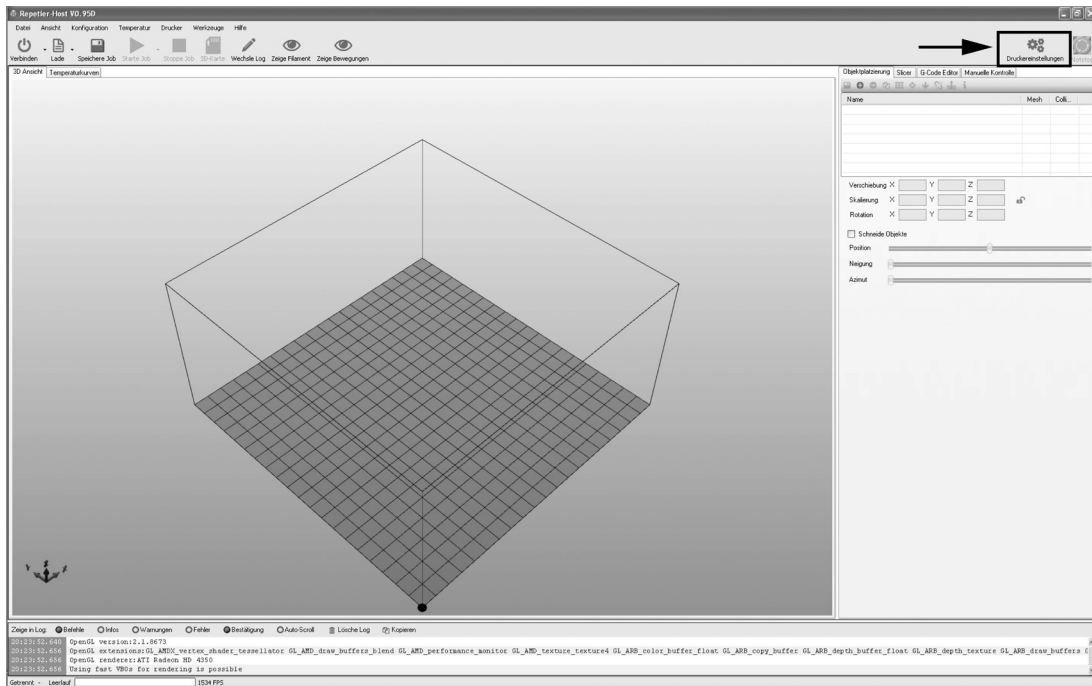 Repetier-Host V0.95D
Datei Ansicht Konfiguration Temperatur Drucker Werkzeuge Hilfe
Verbinden Lade Speichere Job Starte Job Stoppe Job SD-Karte Wechsle Log Zeige Filament Zeige Bewegungen Druckereinstellungen Notstop
3D Ansicht Temperaturkurven
Objektplatzierung Slicer G-Code Editor Manuelle Kontrolle
Name Mesh Colli...
Verschiebung X Y Z
Skalierung X Y Z
Rotation X Y Z
Schneide Objekte
Position
Neigung
Azimut
Zeige in Log: Befehle Infos Warnungen Fehler Bestätigung Auto-Scroll Lösche Log Kopieren
20:23:52.640 OpenGL version:2.1.8673
20:23:52.656 OpenGL extensions:GL_AMDX_vertex_shader_tessellator GL_AMD_draw_buffers_blend GL_AMD_performance_monitor GL_AMD_texture_texture4 GL_ARB_color_buffer_float GL_ARB_copy_buffer GL_ARB_depth_buffer_float GL_ARB_depth_texture GL_ARB_draw_buffers
20:23:52.656 OpenGL renderer:ATI Radeon HD 4350
20:23:52.656 Using fast VBOs for rendering is possible
Getrennt - Leerlauf 1534 FPS